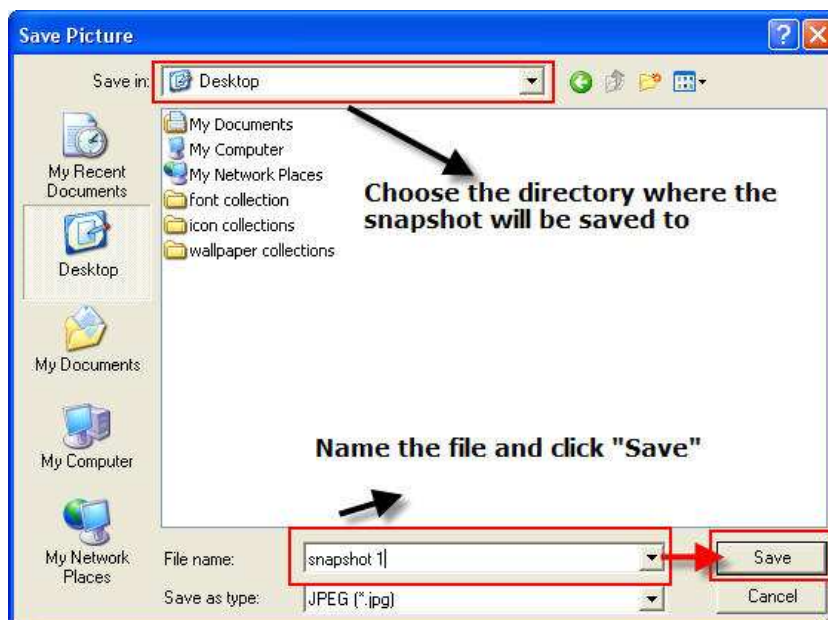 Save Picture
Save in:
Desktop
My Recent
Documents
Desktop
My Documents
My Computer
My Network
Places
My Documents
My Computer
My Network Places
font collection
icon collections
wallpaper collections
Choose the directory where the
snapshot will be saved to
Name the file and click "Save"
File name:
snapshot 1
Save
Save as type:
JPEG (*.jpg)
Cancel